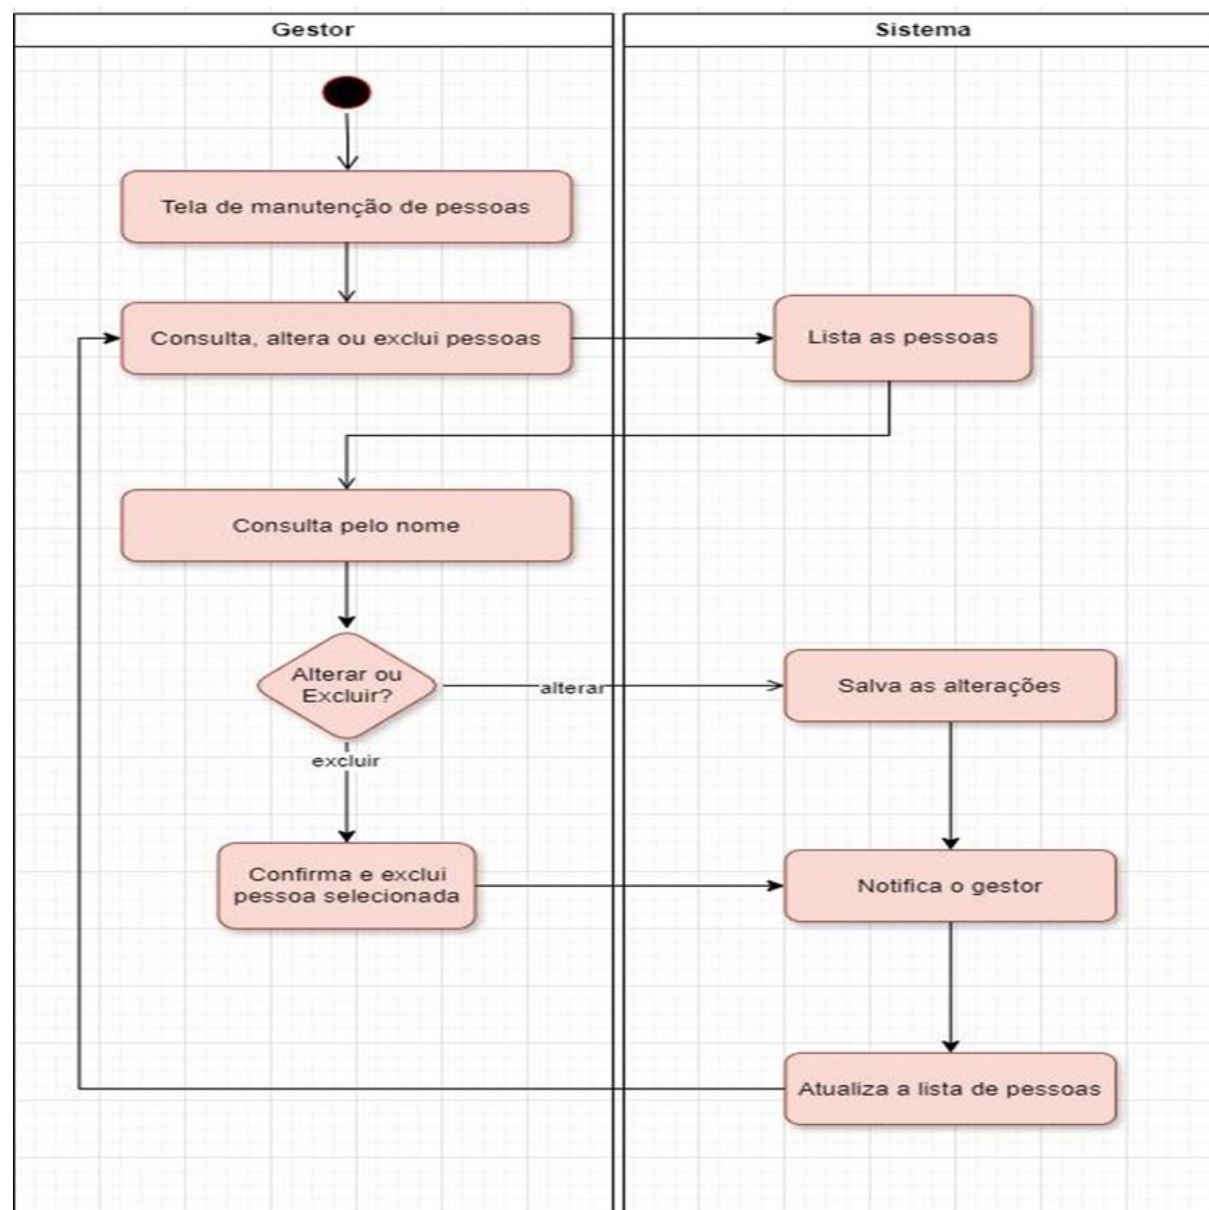 Gestor
Sistema
Tela de manutenção de pessoas
Consulta, altera ou exclui pessoas
Lista as pessoas
Consulta pelo nome
Alterar ou
Excluir?
alterar
Salva as alterações
excluir
Confirma e exclui
pessoa selecionada
Notifica o gestor
Atualiza a lista de pessoas